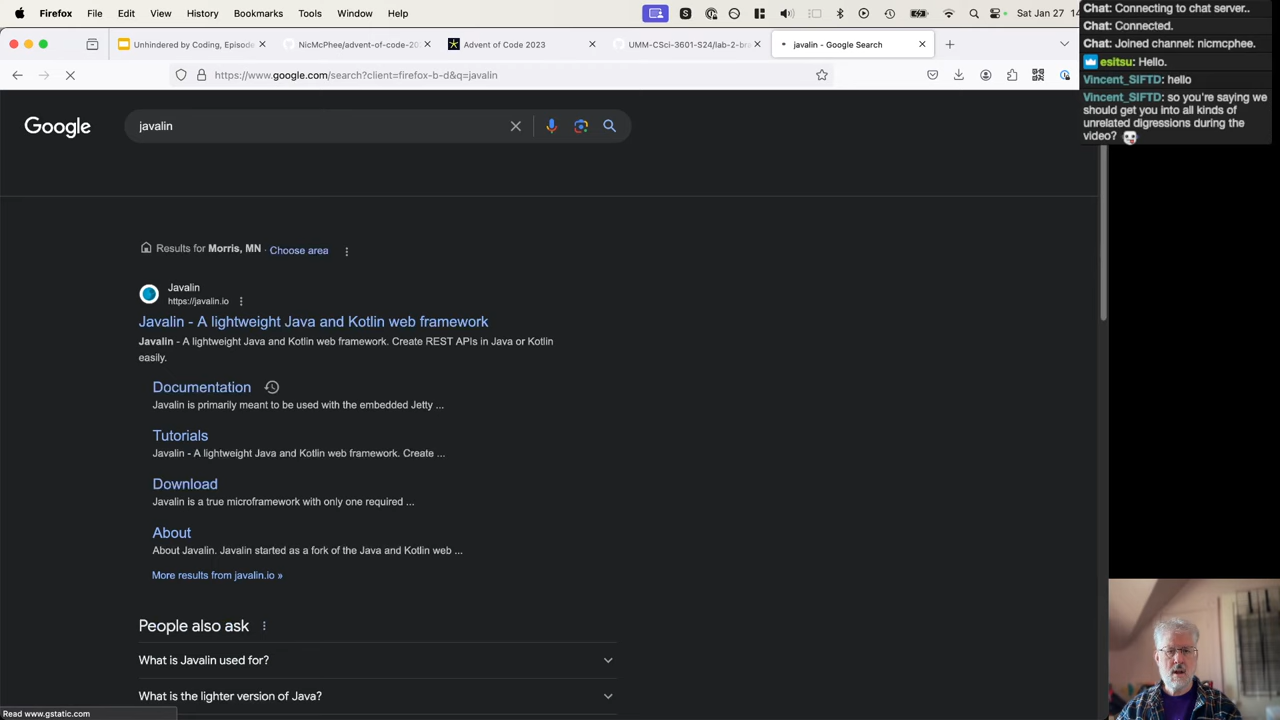 Firefox File Edit View History Bookmarks Tools Window Help
Sat Jan 27 14
Unhindered by Coding, Episode
NicMcPhee/advent-of-code-20
Advent of Code 2023
UMM-CSci-3601-S24/lab-2-bra
javalin - Google Search
https://www.google.com/search?client=firefox-b-d&q=javalin
Chat: Connecting to chat server..
Chat: Connected.
Chat: Joined channel: nicmcphee.
esitsu: Hello.
Vincent_SIFTD: hello
Vincent_SIFTD: so you're saying we
should get you into all kinds of
unrelated digressions during the
video?
Google
javalin
Results for Morris, MN · Choose area
Javalin
https://javalin.io
Javalin - A lightweight Java and Kotlin web framework
Javalin - A lightweight Java and Kotlin web framework. Create REST APIs in Java or Kotlin
easily.
Documentation
Javalin is primarily meant to be used with the embedded Jetty ...
Tutorials
Javalin - A lightweight Java and Kotlin web framework. Create ...
Download
Javalin is a true microframework with only one required ...
About
About Javalin. Javalin started as a fork of the Java and Kotlin web ...
More results from javalin.io »
People also ask
What is Javalin used for?
What is the lighter version of Java?
Read www.gstatic.com